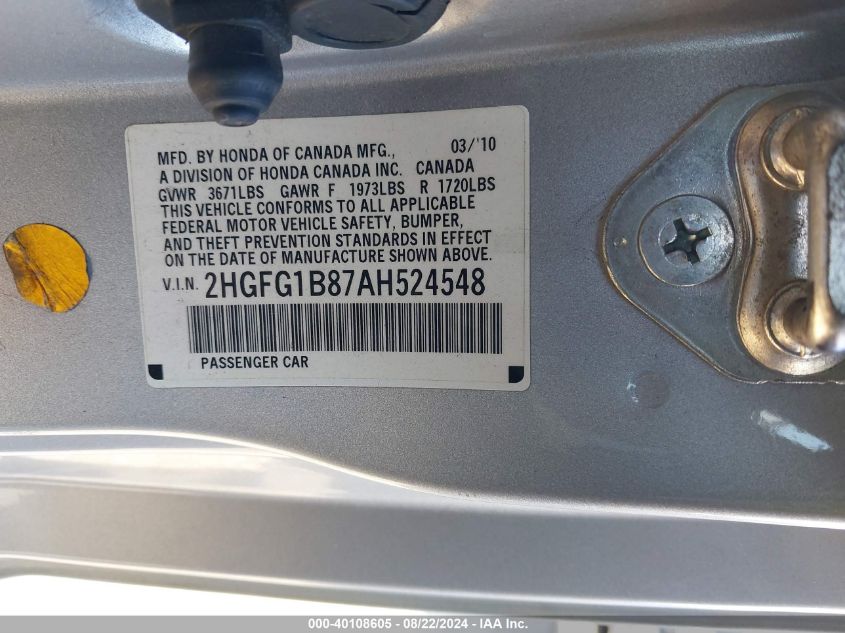 MFD. BY HONDA OF CANADA MFG., 03/'10
A DIVISION OF HONDA CANADA INC. CANADA
GVWR 3671LBS GAWR F 1973LBS R 1720LBS
THIS VEHICLE CONFORMS TO ALL APPLICABLE
FEDERAL MOTOR VEHICLE SAFETY, BUMPER,
AND THEFT PREVENTION STANDARDS IN EFFECT
ON THE DATE OF MANUFACTURE SHOWN ABOVE.
V.I.N. 2HGFG1B87AH524548
PASSENGER CAR
000-40108605 - 08/22/2024 - IAA Inc.